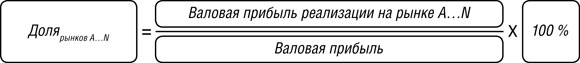 Валовая прибыль реализации на рынке А…N
Доля рынков А…N = X 100 %
Валовая прибыль